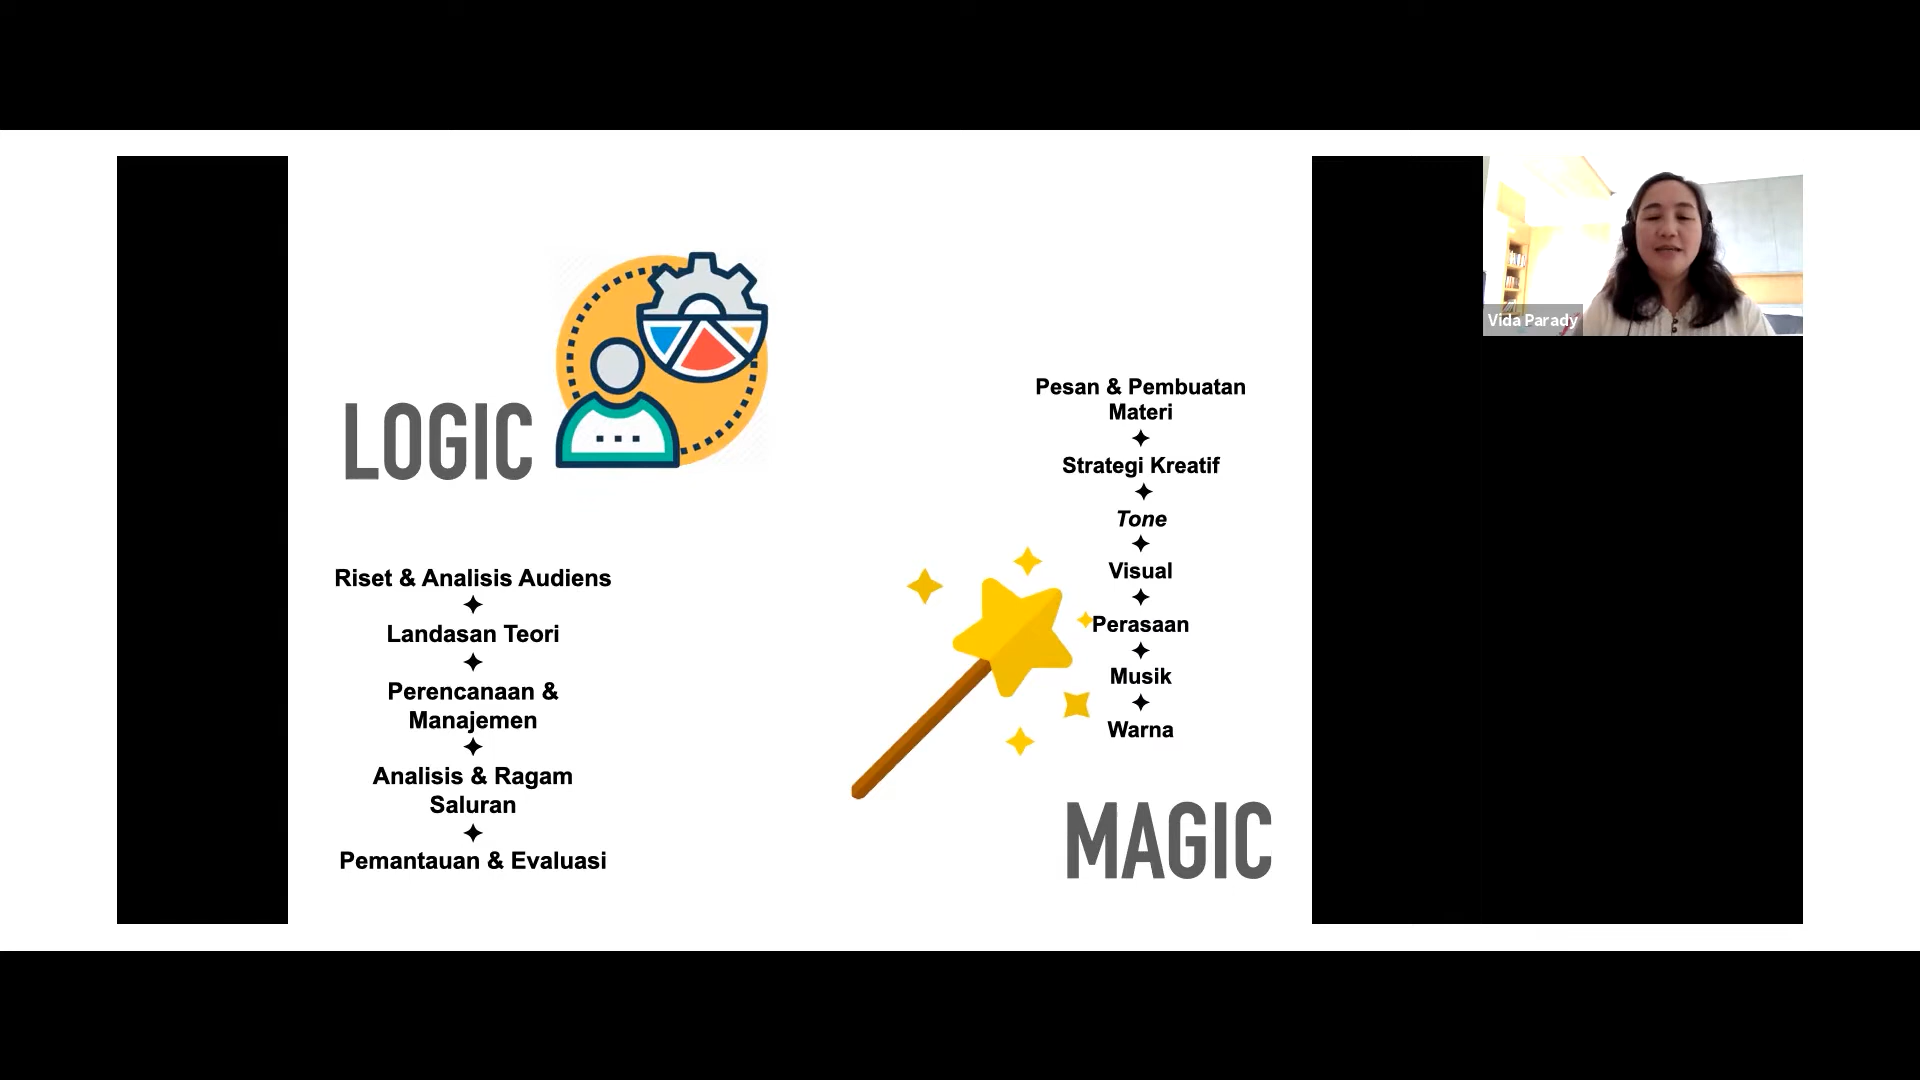 LOGIC
Riset & Analisis Audiens
Landasan Teori
Perencanaan &
Manajemen
Analisis & Ragam
Saluran
Pemantauan & Evaluasi
Pesan & Pembuatan
Materi
Strategi Kreatif
Tone
Visual
Perasaan
Musik
Warna
MAGIC
Vida Parady